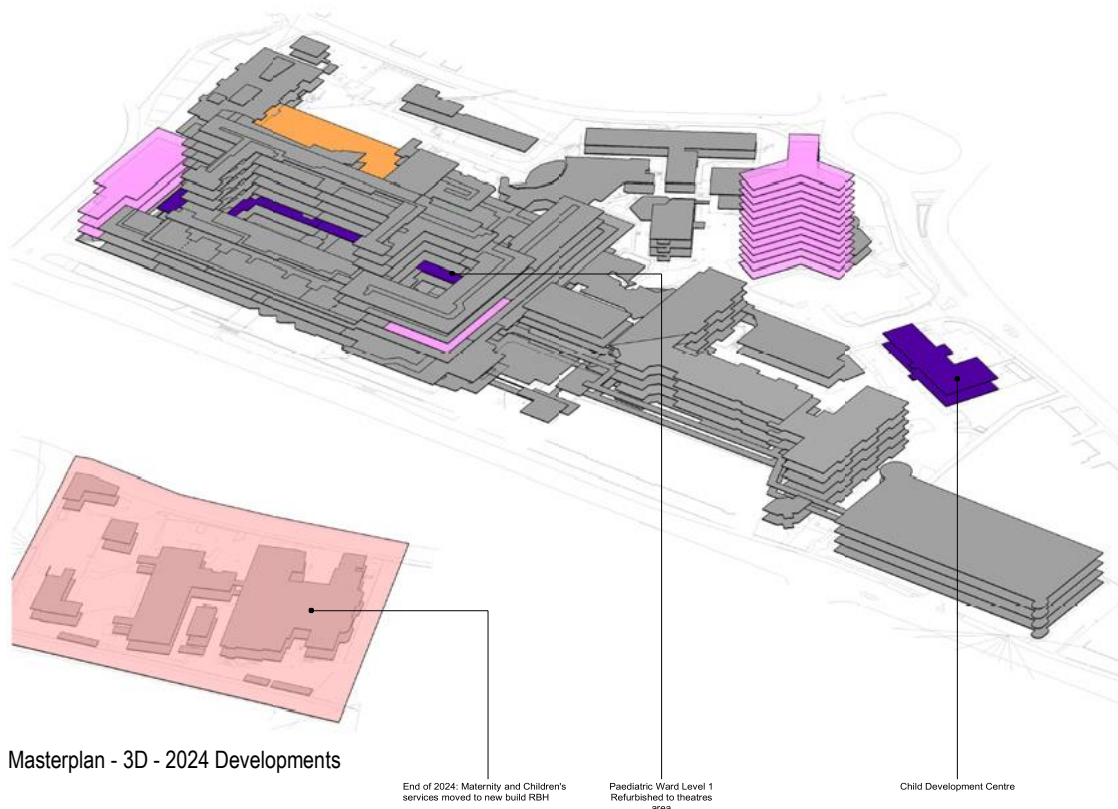 Masterplan - 3D - 2024 Developments
End of 2024: Maternity and Children's
services moved to new build RBH
Paediatric Ward Level 1
Refurbished to theatres
area
Child Development Centre